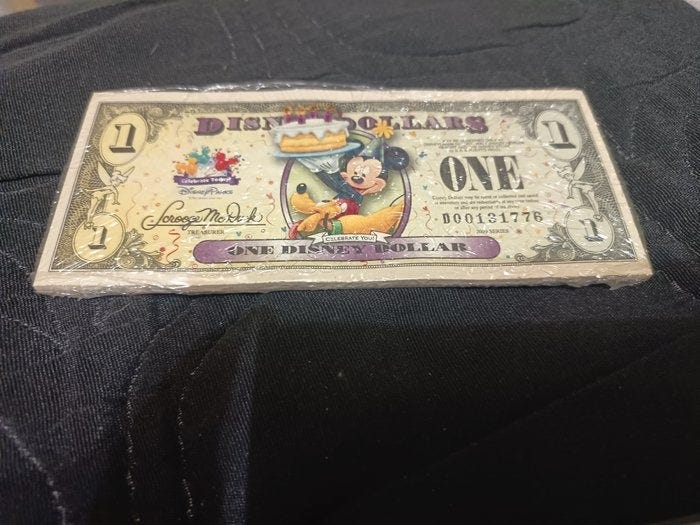 1
DISNEY DOLLARS
1
Celebrate Today!
Disney Parks
ONE
D00131776
Scrooge McDuck
TREASURER
CELEBRATE YOU!
2009 SERIES
1
ONE DISNEY DOLLAR
1